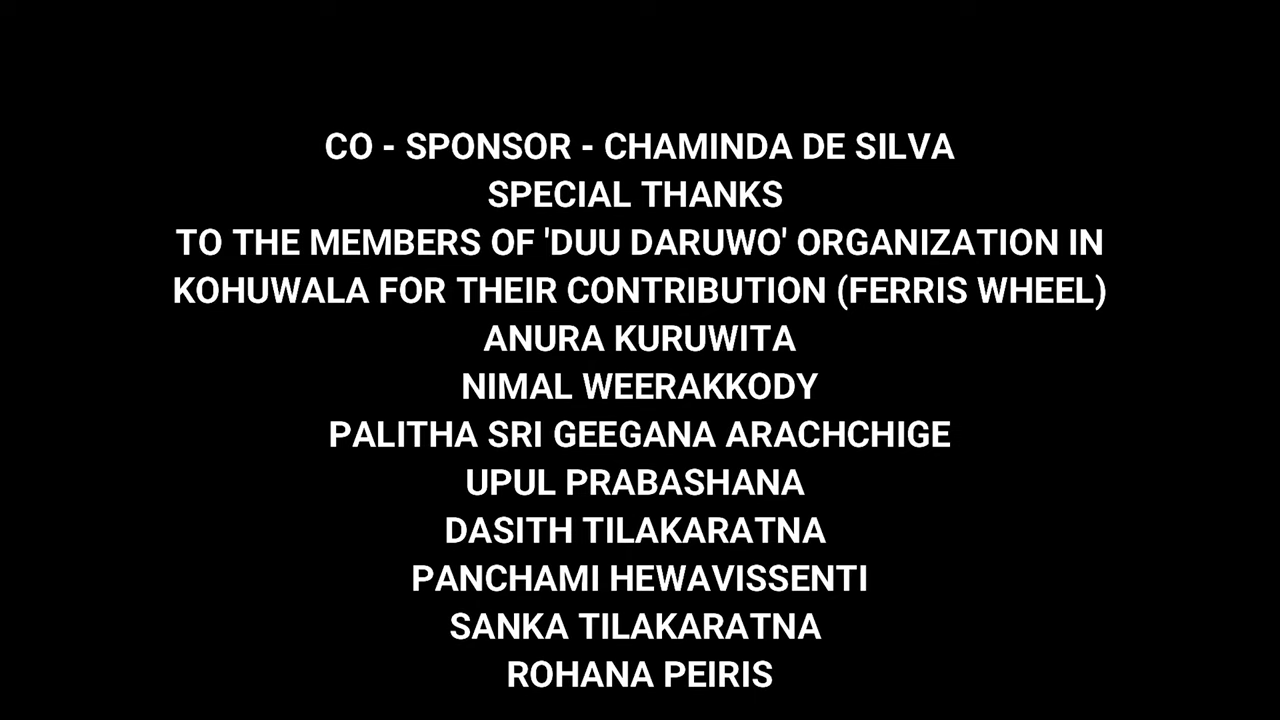 CO - SPONSOR - CHAMINDA DE SILVA
SPECIAL THANKS
TO THE MEMBERS OF 'DUU DARUWO' ORGANIZATION IN
KOHUWALA FOR THEIR CONTRIBUTION (FERRIS WHEEL)
ANURA KURUWITA
NIMAL WEERAKKODY
PALITHA SRI GEEGANA ARACHCHIGE
UPUL PRABASHANA
DASITH TILAKARATNA
PANCHAMI HEWAVISSENTI
SANKA TILAKARATNA
ROHANA PEIRIS